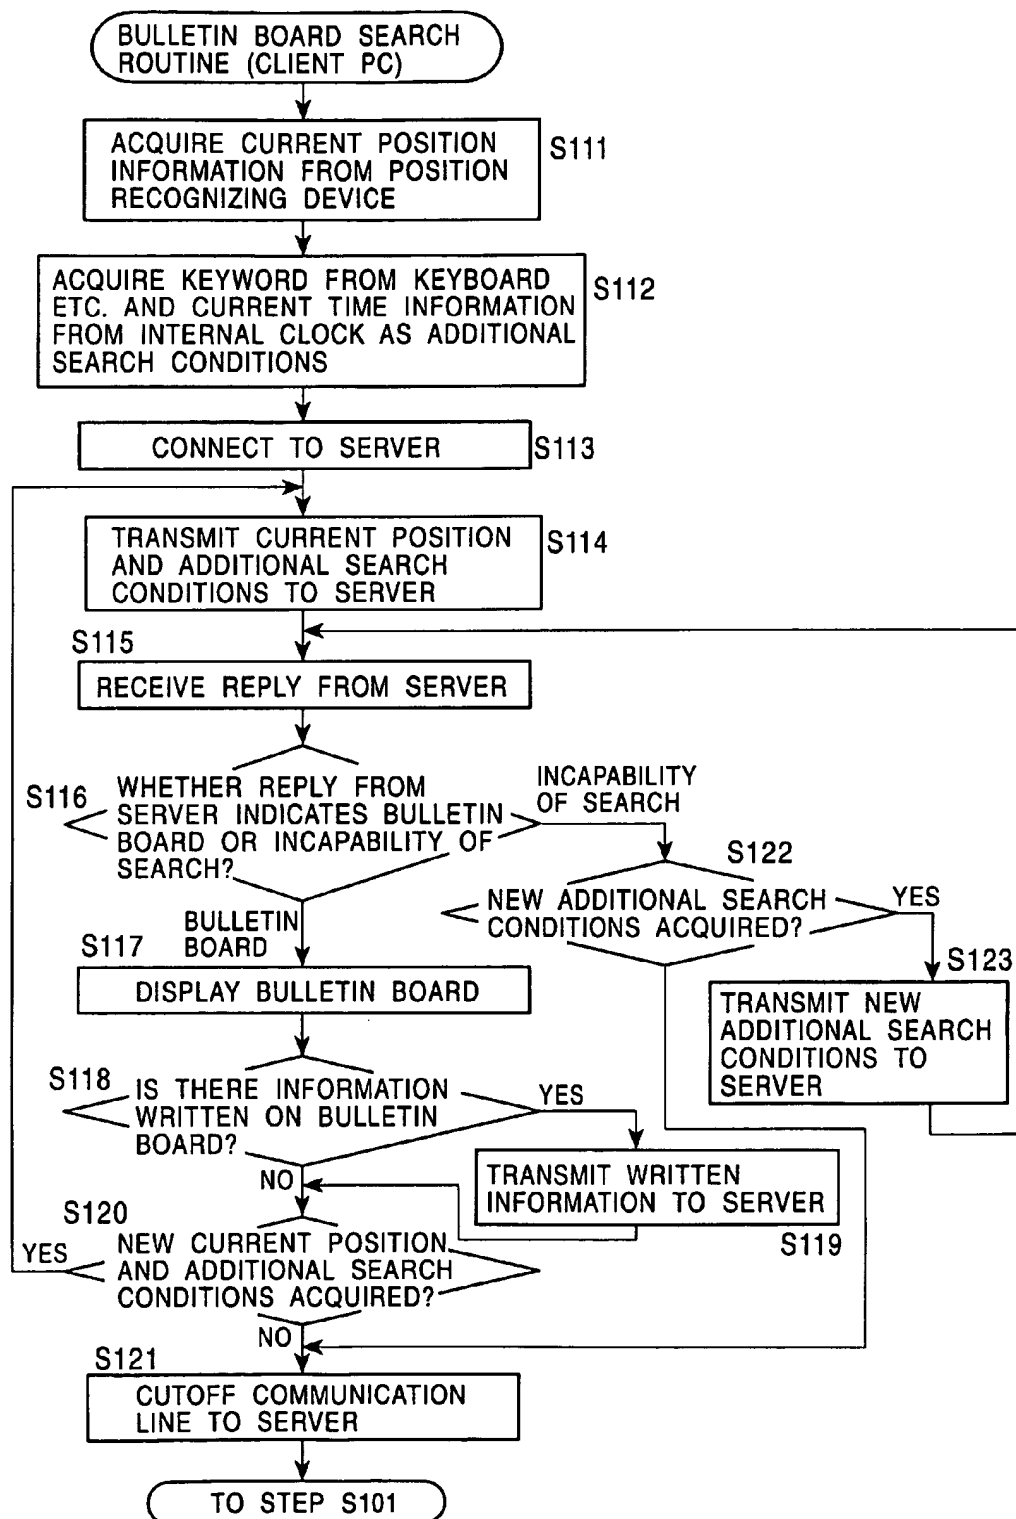 BULLETIN BOARD SEARCH
ROUTINE (CLIENT PC)
ACQUIRE CURRENT POSITION
INFORMATION FROM POSITION
RECOGNIZING DEVICE
S111
ACQUIRE KEYWORD FROM KEYBOARD
ETC. AND CURRENT TIME INFORMATION
FROM INTERNAL CLOCK AS ADDITIONAL
SEARCH CONDITIONS
S112
CONNECT TO SERVER
S113
TRANSMIT CURRENT POSITION
AND ADDITIONAL SEARCH
CONDITIONS TO SERVER
S114
S115
RECEIVE REPLY FROM SERVER
S116
WHETHER REPLY FROM
SERVER INDICATES BULLETIN
BOARD OR INCAPABILITY OF
SEARCH?
INCAPABILITY
OF SEARCH
S122
NEW ADDITIONAL SEARCH
CONDITIONS ACQUIRED?
YES
S123
TRANSMIT NEW
ADDITIONAL SEARCH
CONDITIONS TO
SERVER
BULLETIN
BOARD
S117
DISPLAY BULLETIN BOARD
S118
IS THERE INFORMATION
WRITTEN ON BULLETIN
BOARD?
YES
TRANSMIT WRITTEN
INFORMATION TO SERVER
S119
NO
S120
NEW CURRENT POSITION
AND ADDITIONAL SEARCH
CONDITIONS ACQUIRED?
YES
NO
S121
CUTOFF COMMUNICATION
LINE TO SERVER
TO STEP S101